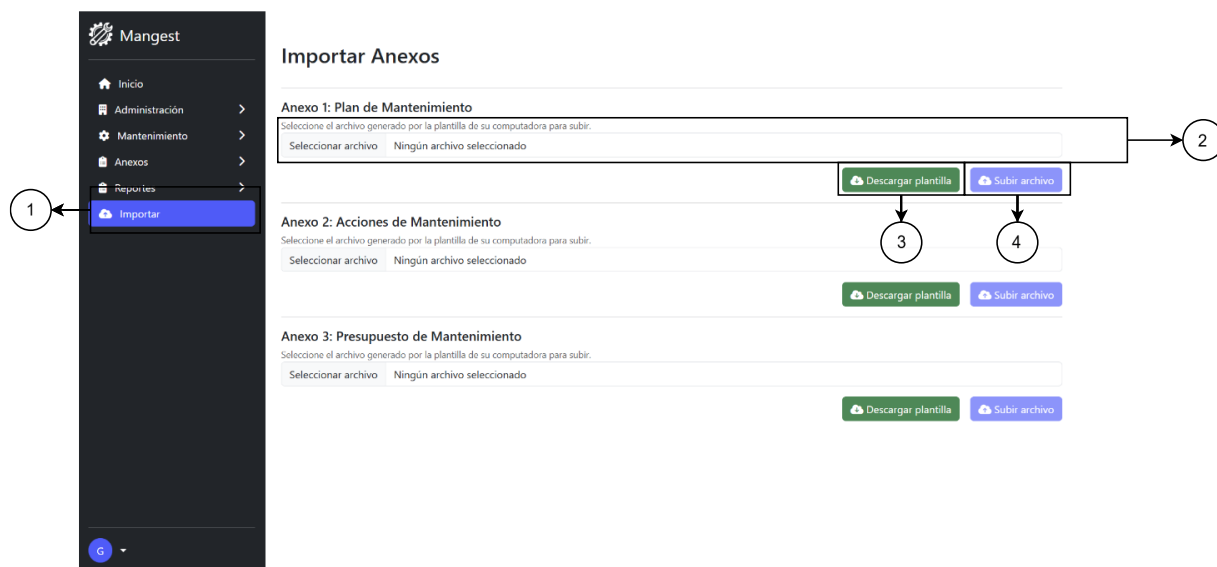 Mangest
Inicio
Administración
Mantenimiento
Anexos
Reportes
Importar
1
G
Importar Anexos
Anexo 1: Plan de Mantenimiento
Seleccione el archivo generado por la plantilla de su computadora para subir.
Seleccionar archivo Ningún archivo seleccionado
2
Descargar plantilla Subir archivo
3 4
Anexo 2: Acciones de Mantenimiento
Seleccione el archivo generado por la plantilla de su computadora para subir.
Seleccionar archivo Ningún archivo seleccionado
Descargar plantilla Subir archivo
Anexo 3: Presupuesto de Mantenimiento
Seleccione el archivo generado por la plantilla de su computadora para subir.
Seleccionar archivo Ningún archivo seleccionado
Descargar plantilla Subir archivo